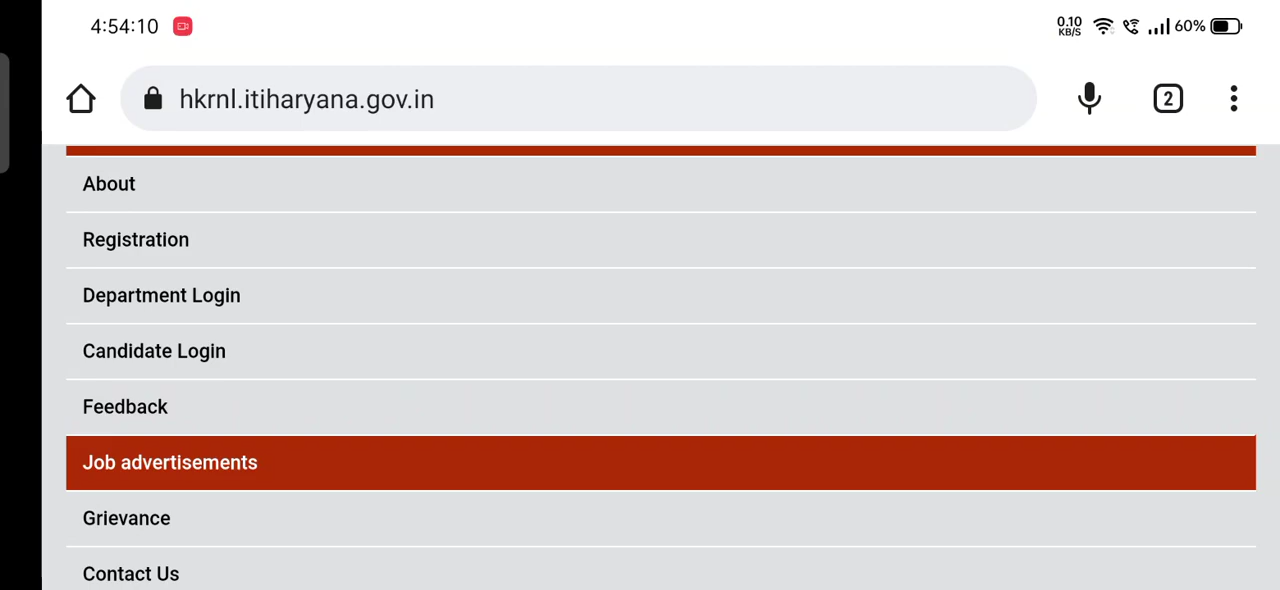 4:54:10
0.10
KB/S
60%
hkrnl.itiharyana.gov.in
2
About
Registration
Department Login
Candidate Login
Feedback
Job advertisements
Grievance
Contact Us